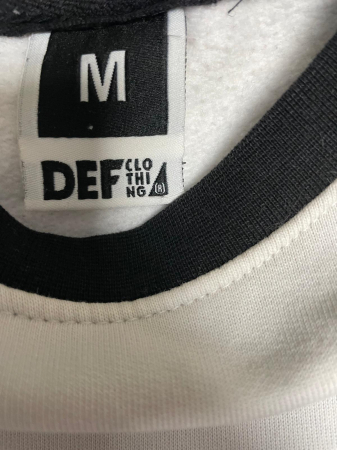 M
DEF CLO
THI
NG ®